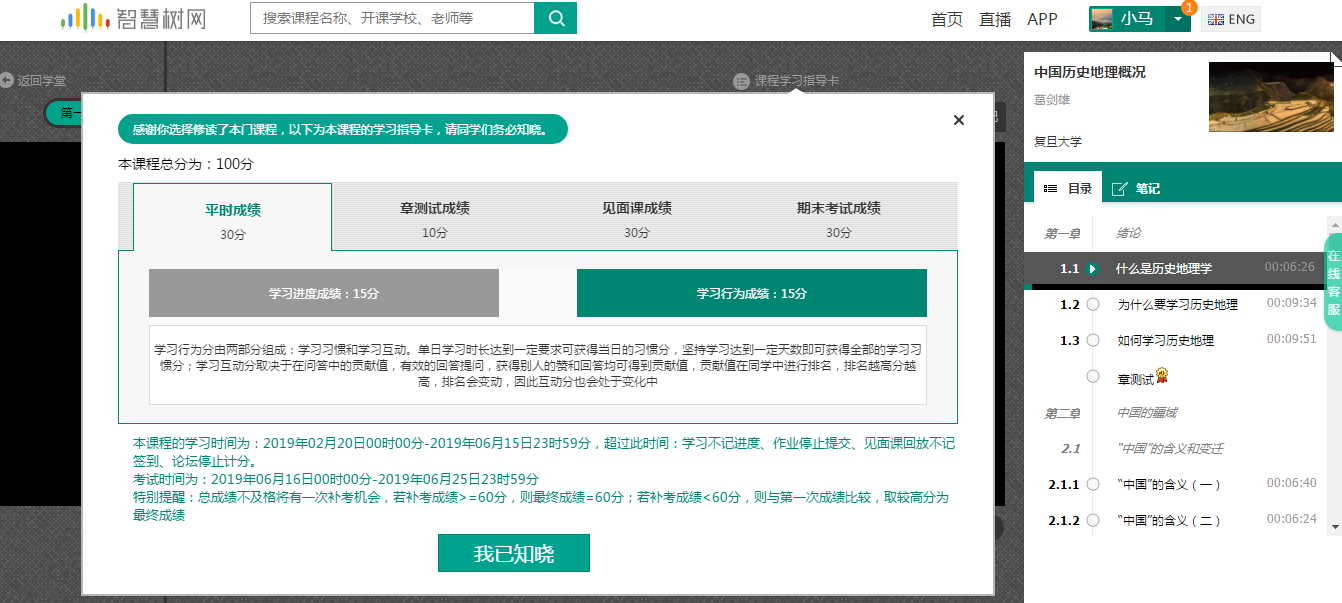 智慧树网
搜索课程名称、开课学校、老师等
首页 直播 APP
小马
1
ENG
返回学堂
课程学习指导卡
第一
感谢你选择修读了本门课程，以下为本课程的学习指导卡，请同学们务必知晓。
本课程总分为：100分
平时成绩
30分
章测试成绩
10分
见面课成绩
30分
期末考试成绩
30分
学习进度成绩：15分
学习行为成绩：15分
学习行为分由两部分组成：学习习惯和学习互动。单日学习时长达到一定要求可获得当日的习惯分，坚持学习达到一定天数即可获得全部的学习习
惯分；学习互动分取决于在问答中的贡献值，有效的回答提问，获得别人的赞和回答均可得到贡献值，贡献值在同学中进行排名，排名越高分越
高，排名会变动，因此互动分也会处于变化中
本课程的学习时间为：2019年02月20日00时00分-2019年06月15日23时59分，超过此时间：学习不记进度、作业停止提交、见面课回放不记
签到、论坛停止计分。
考试时间为：2019年06月16日00时00分-2019年06月25日23时59分
特别提醒：总成绩不及格将有一次补考机会，若补考成绩>=60分，则最终成绩=60分；若补考成绩<60分，则与第一次成绩比较，取较高分为
最终成绩
我已知晓
中国历史地理概况
葛剑雄
复旦大学
目录
笔记
第一章 绪论
1.1 什么是历史地理学 00:06:26
1.2 为什么要学习历史地理 00:09:34
1.3 如何学习历史地理 00:09:51
章测试
第二章 中国的疆域
2.1 “中国”的含义和变迁
2.1.1 “中国”的含义（一） 00:06:40
2.1.2 “中国”的含义（二） 00:06:24
在线客服